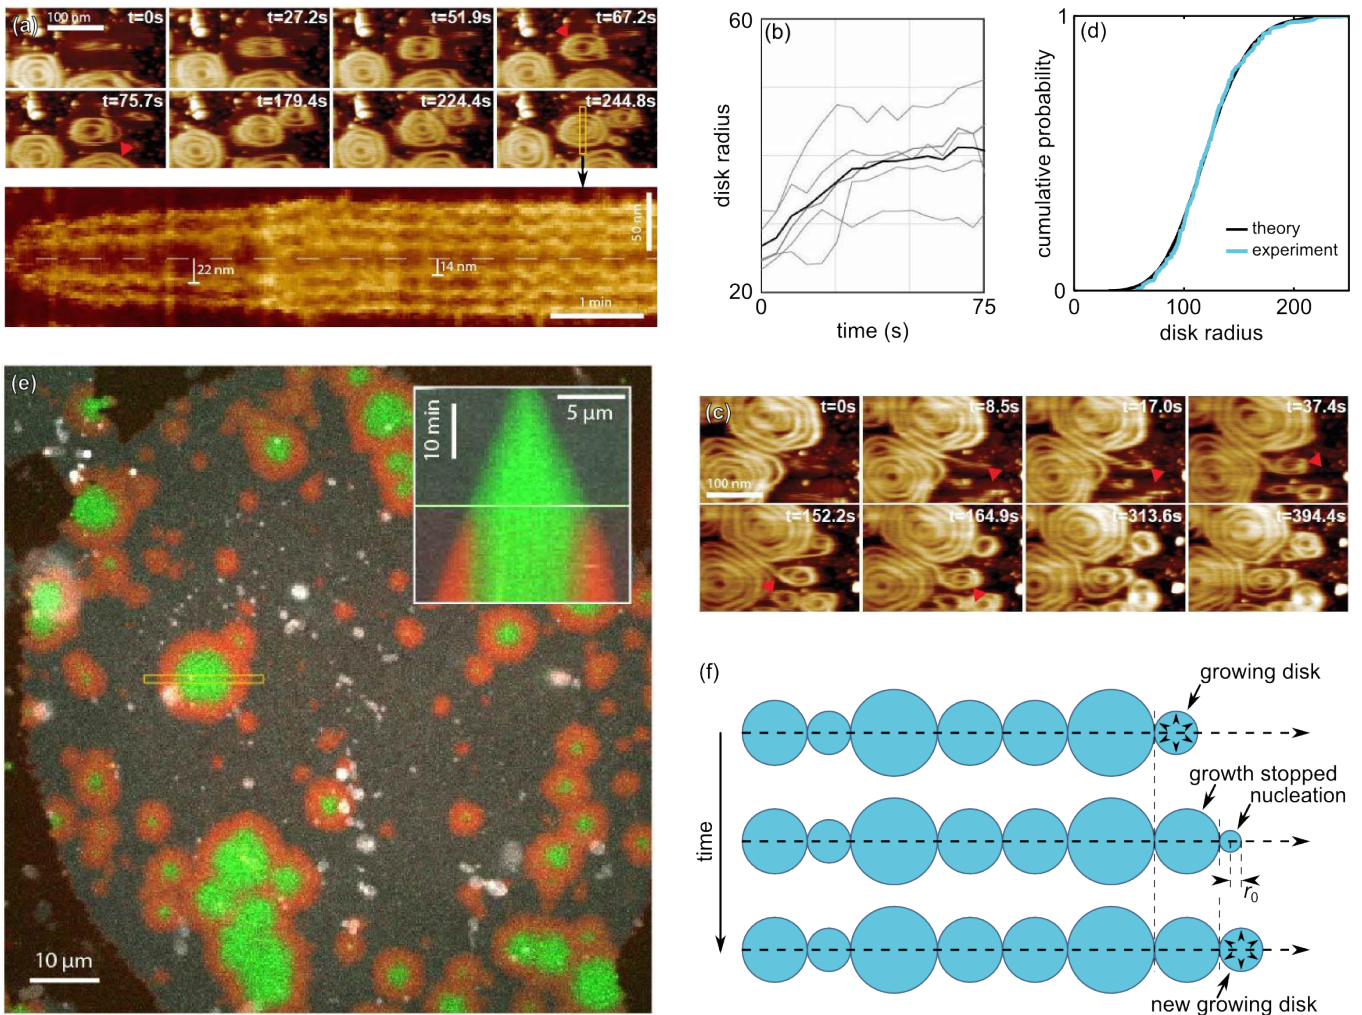 (a)
100 nm
t=0s
t=27.2s
t=51.9s
t=67.2s
t=75.7s
t=179.4s
t=224.4s
t=244.8s
50 nm
22 nm
14 nm
1 min
(b)
60
20
disk radius
0
75
time (s)
(d)
1
0
cumulative probability
theory
experiment
0
100
200
disk radius
(e)
10 min
5 µm
10 µm
(c)
t=0s
t=8.5s
t=17.0s
t=37.4s
100 nm
t=152.2s
t=164.9s
t=313.6s
t=394.4s
(f)
growing disk
growth stopped
nucleation
time
r0
new growing disk